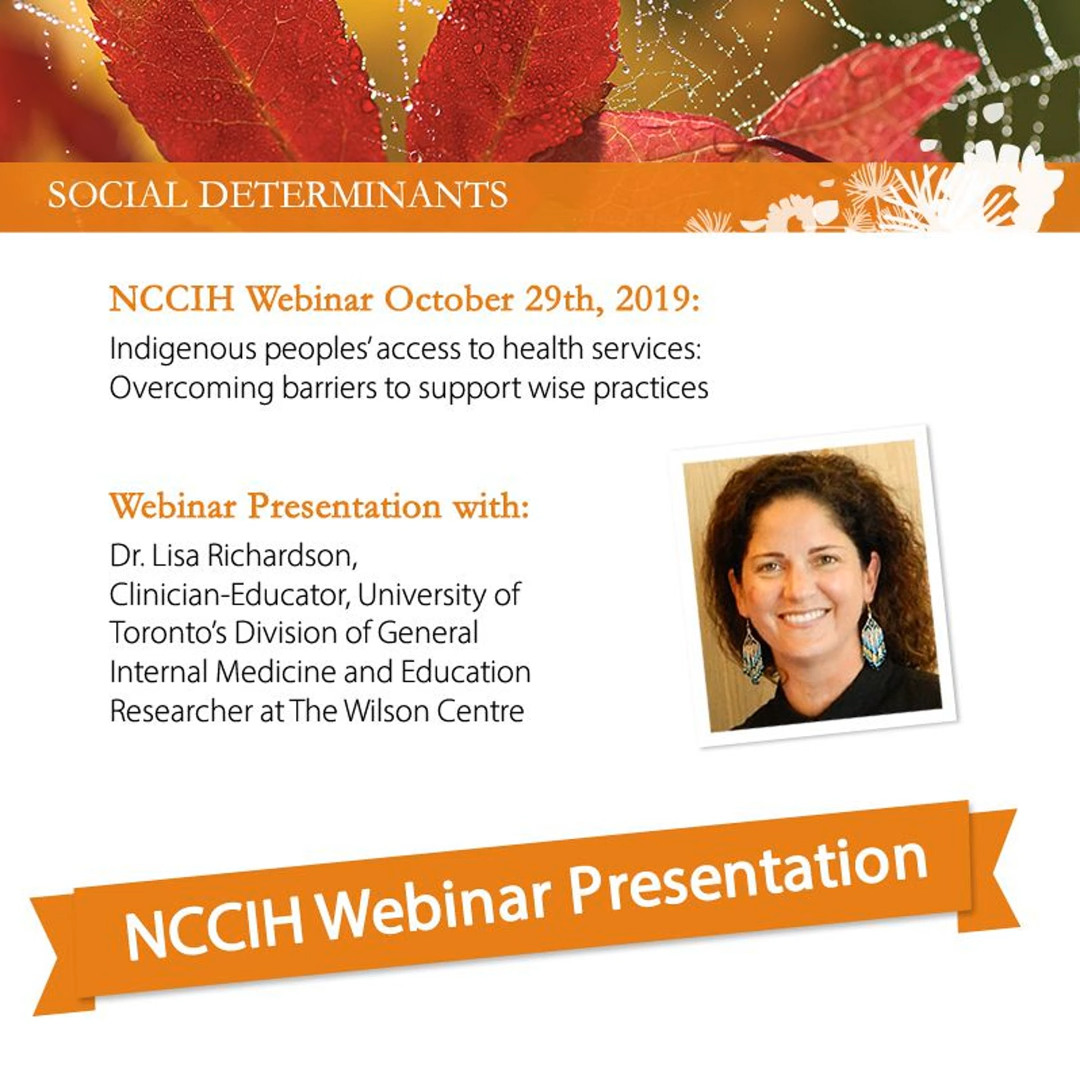 SOCIAL DETERMINANTS
NCCIH Webinar October 29th, 2019:
Indigenous peoples’ access to health services:
Overcoming barriers to support wise practices
Webinar Presentation with:
Dr. Lisa Richardson,
Clinician-Educator, University of
Toronto’s Division of General
Internal Medicine and Education
Researcher at The Wilson Centre
NCCIH Webinar Presentation